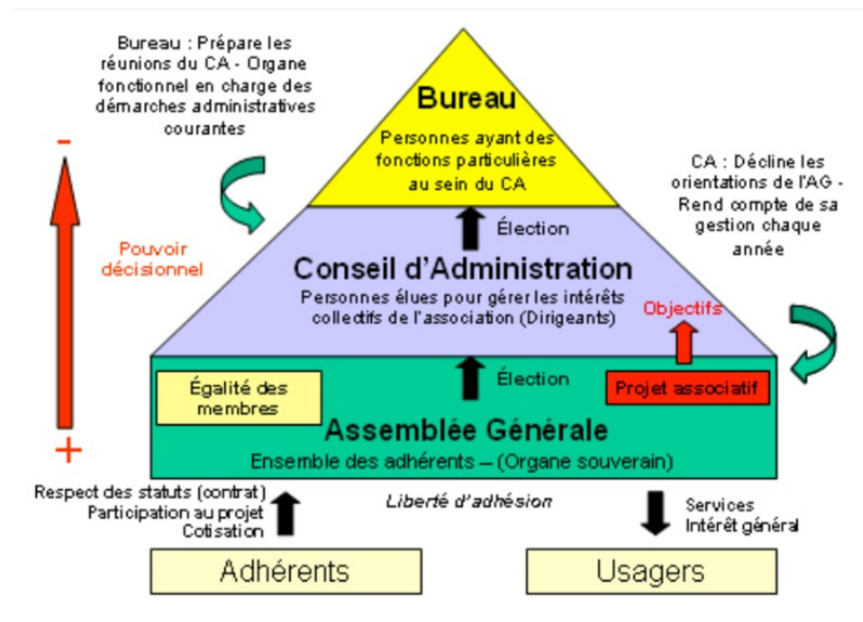 Bureau : Prépare les
réunions du CA - Organe
fonctionnel en charge des
démarches administratives
courantes
Bureau
Personnes ayant des
fonctions particulières
au sein du CA
CA : Décline les
orientations de l'AG -
Rend compte de sa
gestion chaque
année
-
Pouvoir
décisionnel
+
Élection
Conseil d'Administration
Personnes élues pour gérer les intérêts
collectifs de l'association (Dirigeants)
Objectifs
Élection
Égalité des
membres
Projet associatif
Assemblée Générale
Ensemble des adhérents – (Organe souverain)
Respect des statuts (contrat)
Participation au projet
Cotisation
Liberté d'adhésion
Services
Intérêt général
Adhérents
Usagers